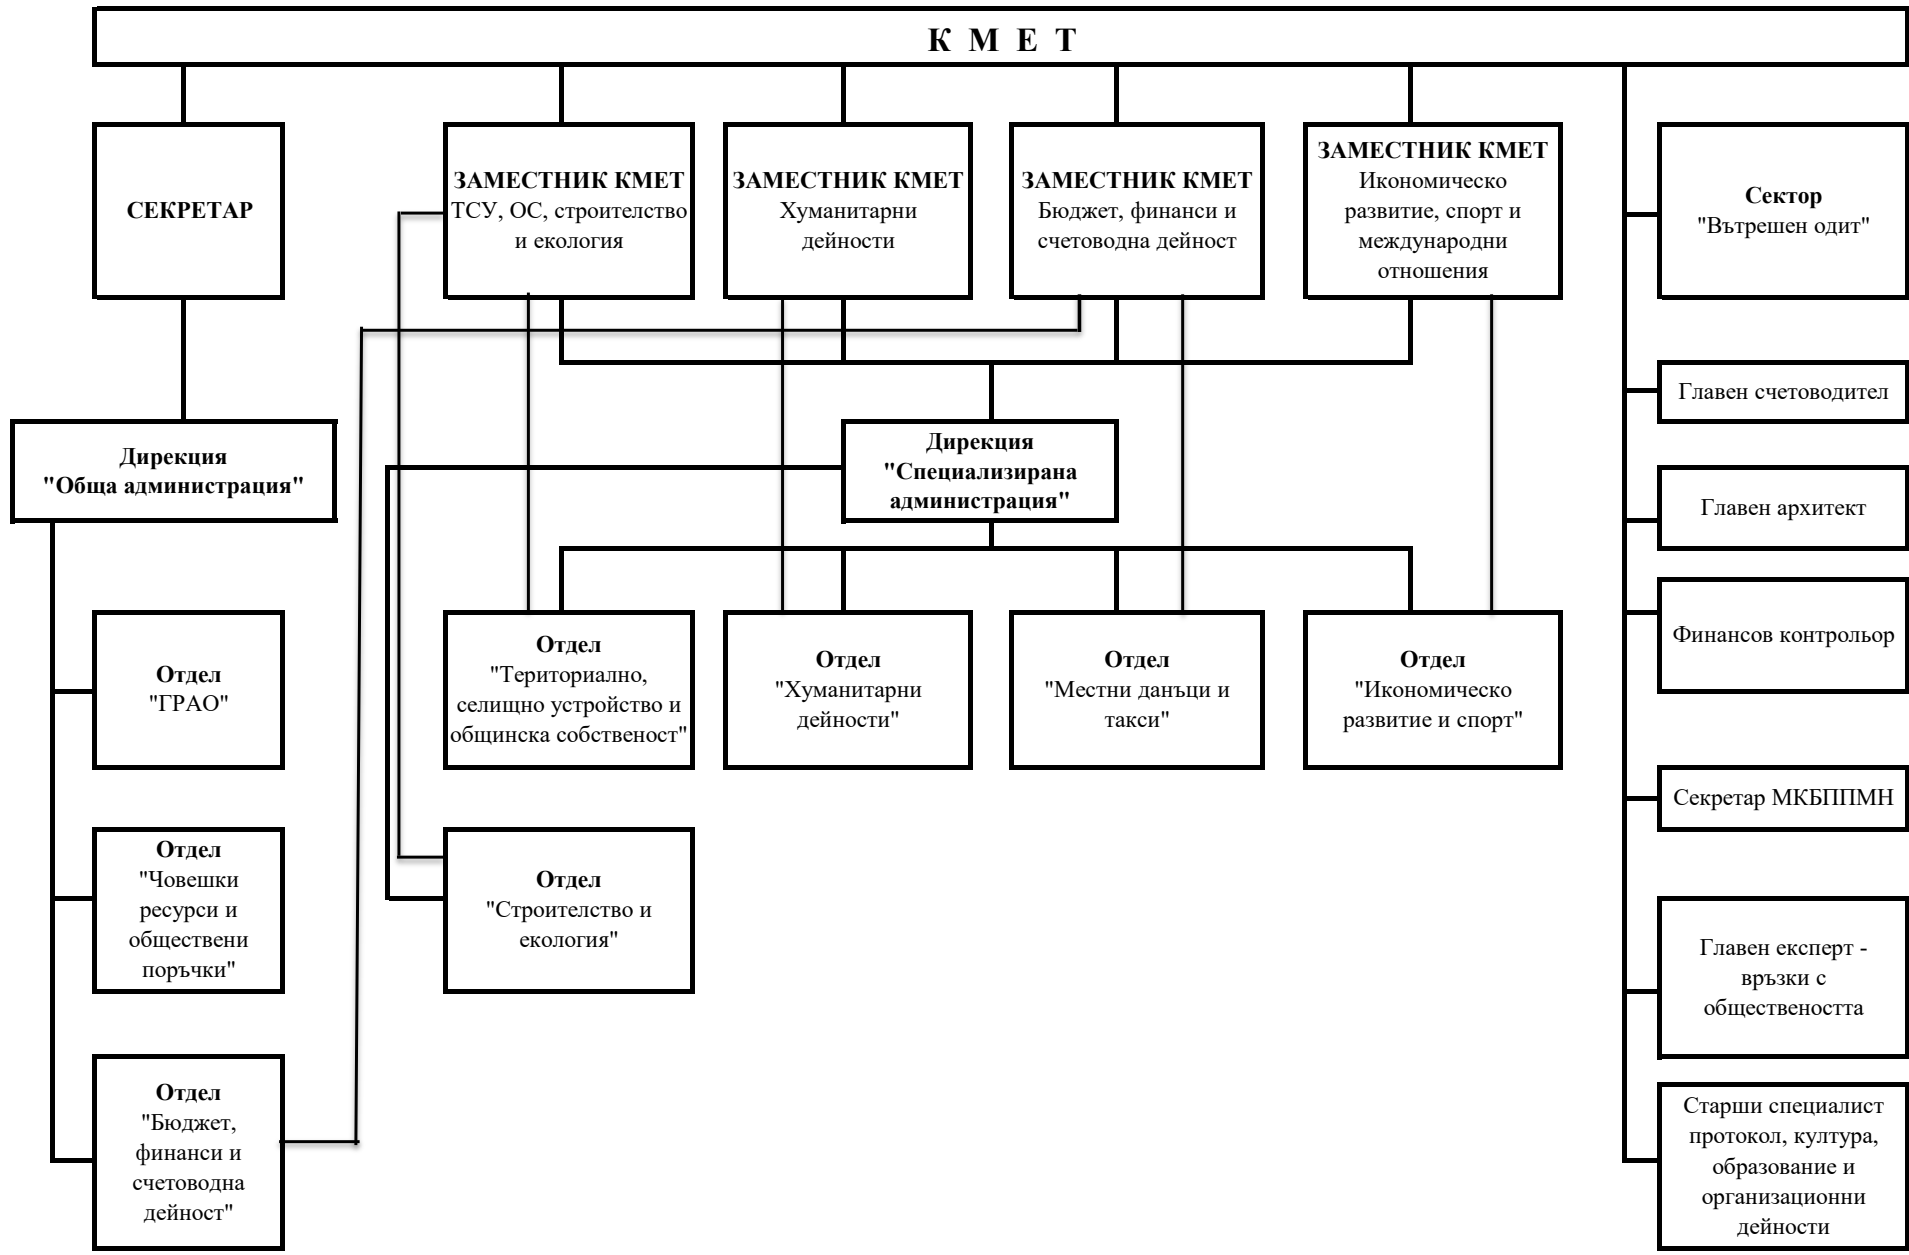 К М Е Т
СЕКРЕТАР
ЗАМЕСТНИК КМЕТ
ТСУ, ОС, строителство
и екология
ЗАМЕСТНИК КМЕТ
Хуманитарни
дейности
ЗАМЕСТНИК КМЕТ
Бюджет, финанси и
счетоводна дейност
ЗАМЕСТНИК КМЕТ
Икономическо
развитие, спорт и
международни
отношения
Сектор
"Вътрешен одит"
Главен счетоводител
Дирекция
"Обща администрация"
Дирекция
"Специализирана
администрация"
Главен архитект
Финансов контрольор
Отдел
"ГРАО"
Отдел
"Териториално,
селищно устройство и
общинска собственост"
Отдел
"Хуманитарни
дейности"
Отдел
"Местни данъци и
такси"
Отдел
"Икономическо
развитие и спорт"
Секретар МКБППМН
Отдел
"Човешки
ресурси и
обществени
поръчки"
Отдел
"Строителство и
екология"
Главен експерт -
връзки с
обществеността
Отдел
"Бюджет,
финанси и
счетоводна
дейност"
Старши специалист
протокол, култура,
образование и
организационни
дейности